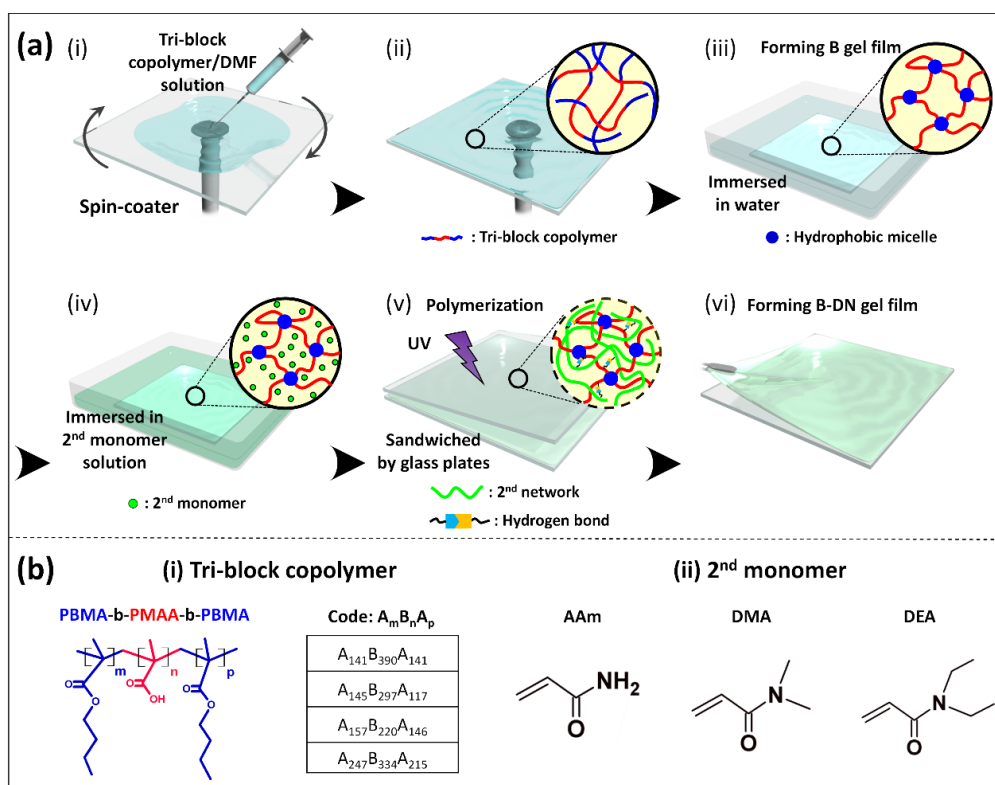 (a)
(i)
Tri-block
copolymer/DMF
solution
Spin-coater
(ii)
: Tri-block copolymer
(iii)
Forming B gel film
Immersed
in water
: Hydrophobic micelle
(iv)
Immersed in
2nd monomer
solution
: 2nd monomer
(v)
Polymerization
UV
Sandwiched
by glass plates
: 2nd network
: Hydrogen bond
(vi)
Forming B-DN gel film
(b)
(i) Tri-block copolymer
PBMA-b-PMAA-b-PBMA
m
n
p
O
O
O
OH
O
O
Code: AmBnAp
A141B390A141
A145B297A117
A157B220A146
A247B334A215
(ii) 2nd monomer
AAm
NH2
O
DMA
N
O
DEA
N
O